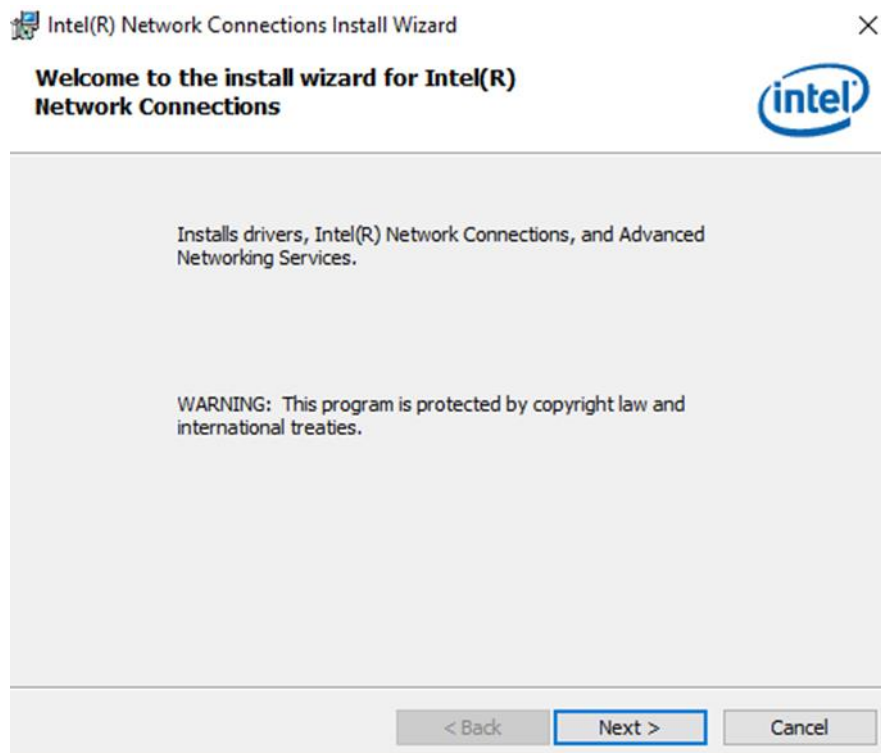 Intel(R) Network Connections Install Wizard
Welcome to the install wizard for Intel(R)
Network Connections
intel
Installs drivers, Intel(R) Network Connections, and Advanced
Networking Services.
WARNING:  This program is protected by copyright law and
international treaties.
< Back
Next >
Cancel